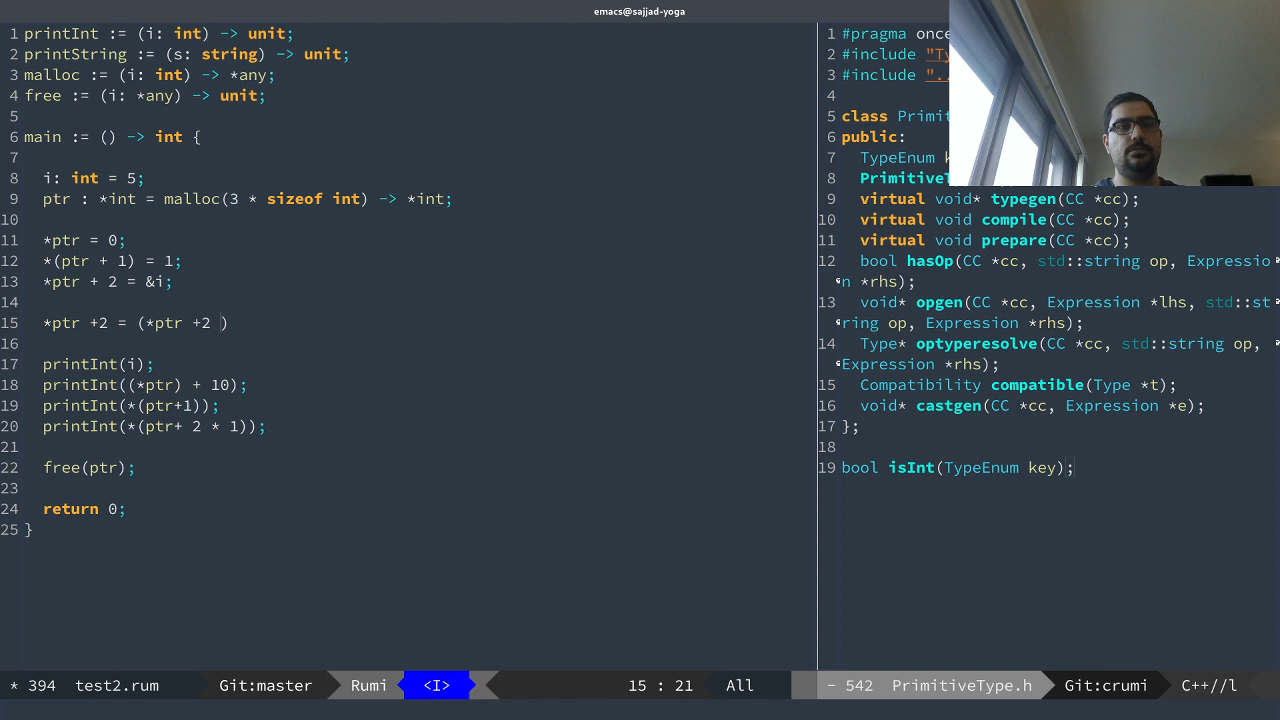 emacs@sajjad-yoga
1 printInt := (i: int) -> unit;
2 printString := (s: string) -> unit;
3 malloc := (i: int) -> *any;
4 free := (i: *any) -> unit;
5
6 main := () -> int {
7
8 i: int = 5;
9 ptr : *int = malloc(3 * sizeof int) -> *int;
10
11 *ptr = 0;
12 *(ptr + 1) = 1;
13 *ptr + 2 = &i;
14
15 *ptr +2 = (*ptr +2 )
16
17 printInt(i);
18 printInt((*ptr) + 10);
19 printInt(*(ptr+1));
20 printInt(*(ptr+ 2 * 1));
21
22 free(ptr);
23
24 return 0;
25 }
* 394 test2.rum Git:master Rumi <I> 15 : 21 All
1 #pragma once
2 #include "Ty
3 #include "..
4
5 class Primit
6 public:
7 TypeEnum k
8 PrimitiveT
9 virtual void* typegen(CC *cc);
10 virtual void compile(CC *cc);
11 virtual void prepare(CC *cc);
12 bool hasOp(CC *cc, std::string op, Expressio
n *rhs);
13 void* opgen(CC *cc, Expression *lhs, std::st
ring op, Expression *rhs);
14 Type* optyperesolve(CC *cc, std::string op,
Expression *rhs);
15 Compatibility compatible(Type *t);
16 void* castgen(CC *cc, Expression *e);
17 };
18
19 bool isInt(TypeEnum key);
- 542 PrimitiveType.h Git:crumi C++//l